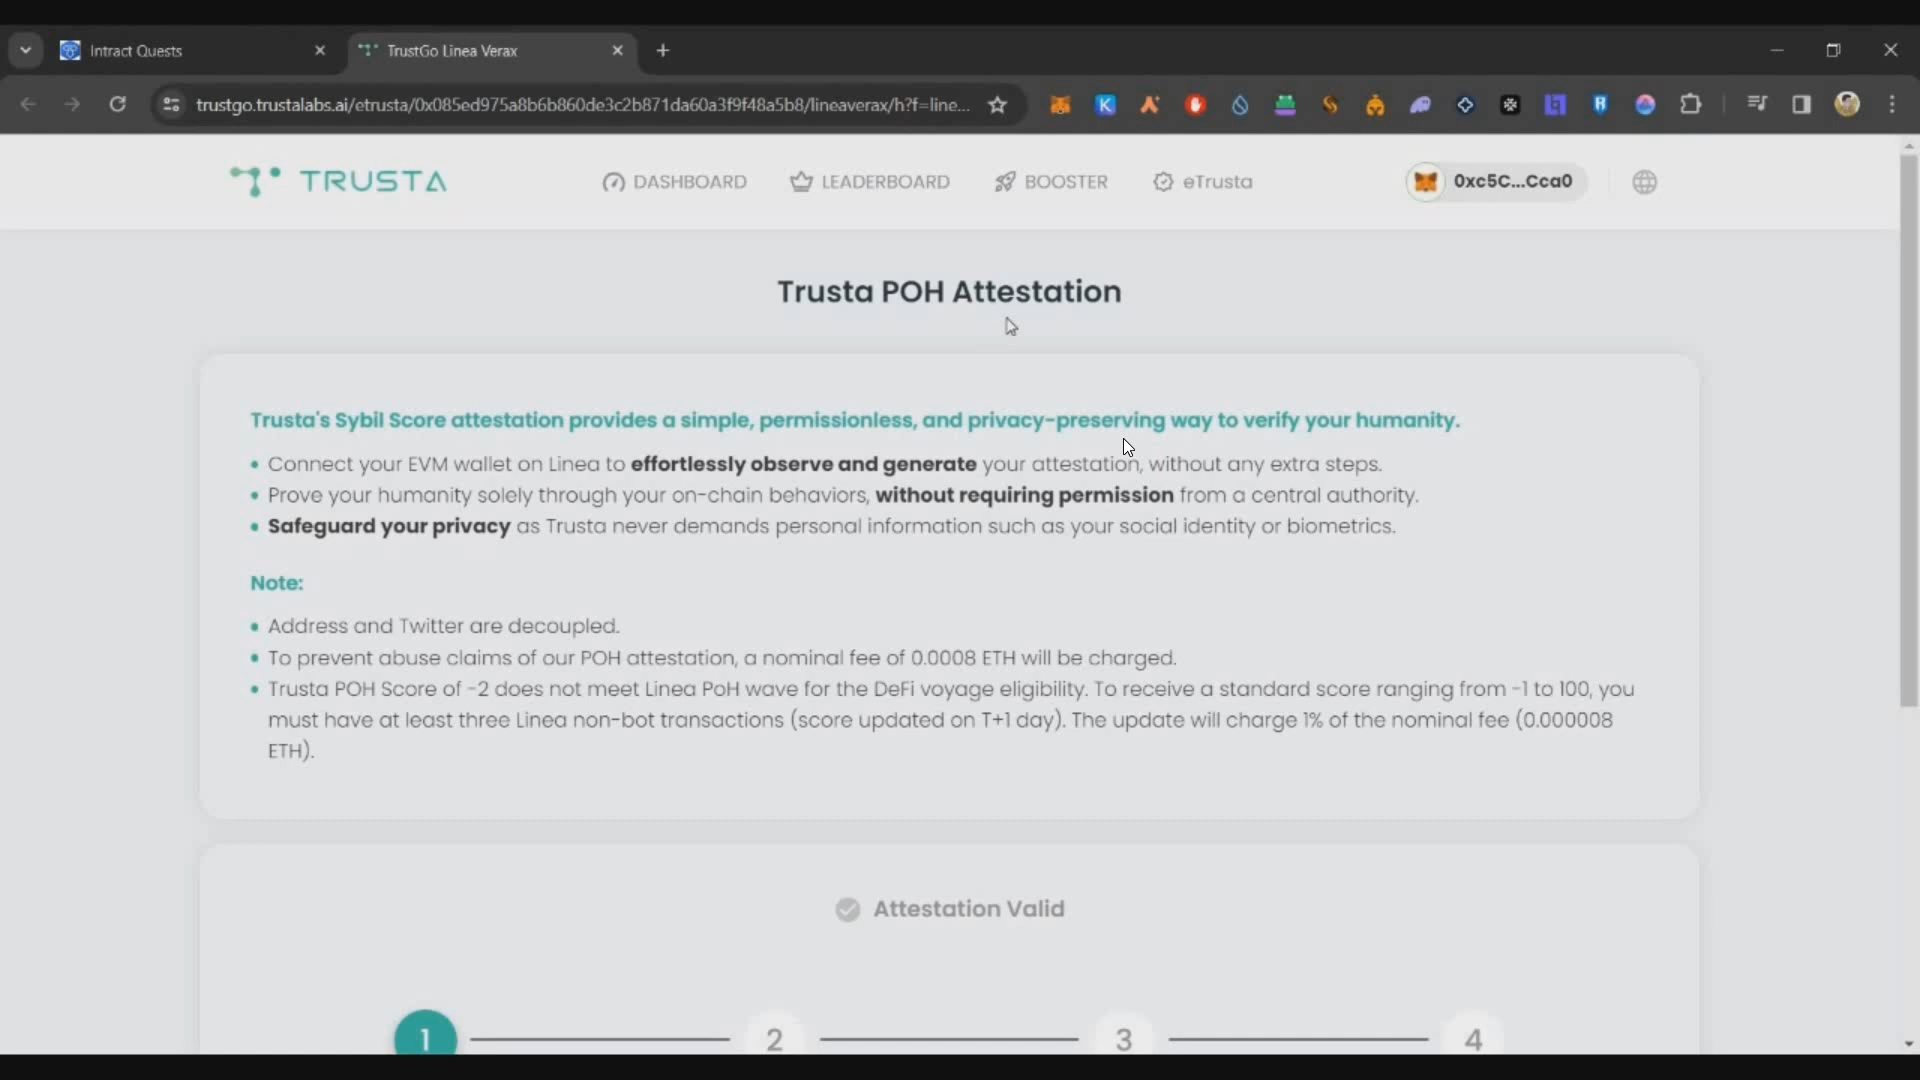 Intract Quests
TrustGo Linea Verax
trustgo.trustalabs.ai/etrusta/0x085ed975a8b6b860de3c2b871da60a3f9f48a5b8/lineaverax/h?f=line...
TRUSTA
DASHBOARD
LEADERBOARD
BOOSTER
eTrusta
0xc5C...Cca0
Trusta POH Attestation
Trusta's Sybil Score attestation provides a simple, permissionless, and privacy-preserving way to verify your humanity.
• Connect your EVM wallet on Linea to effortlessly observe and generate your attestation, without any extra steps.
• Prove your humanity solely through your on-chain behaviors, without requiring permission from a central authority.
• Safeguard your privacy as Trusta never demands personal information such as your social identity or biometrics.
Note:
• Address and Twitter are decoupled.
• To prevent abuse claims of our POH attestation, a nominal fee of 0.0008 ETH will be charged.
• Trusta POH Score of -2 does not meet Linea PoH wave for the DeFi voyage eligibility. To receive a standard score ranging from -1 to 100, you
must have at least three Linea non-bot transactions (score updated on T+1 day). The update will charge 1% of the nominal fee (0.000008
ETH).
Attestation Valid
1
2
3
4